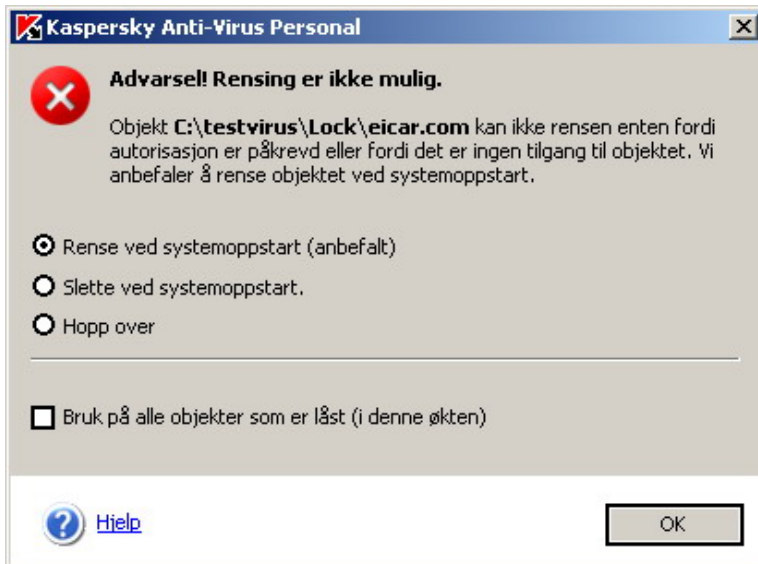 Kaspersky Anti-Virus Personal
Advarsel! Rensing er ikke mulig.
Objekt C:\testvirus\Lock\eicar.com kan ikke rensen enten fordi
autorisasjon er påkrevd eller fordi det er ingen tilgang til objektet. Vi
anbefaler å rense objektet ved systemoppstart.
Rense ved systemoppstart (anbefalt)
Slette ved systemoppstart.
Hopp over
Bruk på alle objekter som er låst (i denne økten)
Hjelp
OK